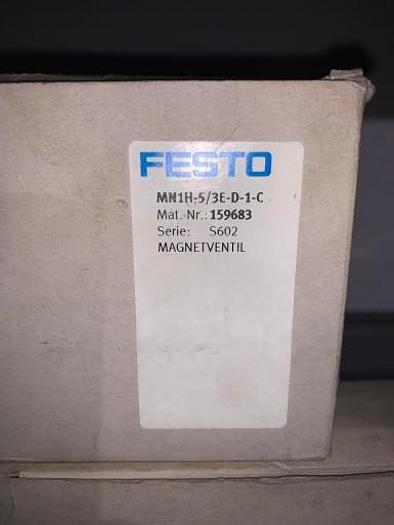 FESTO
MN1H-5/3E-D-1-C
Mat.-Nr.: 159683
Serie: S602
MAGNETVENTIL